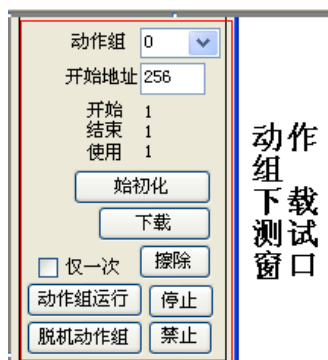 动作组 0
开始地址 256
开始 1
结束 1
使用 1
始初化
下载
仅一次 擦除
动作组运行 停止
脱机动作组 禁止
动作
组
下载
测试
窗口